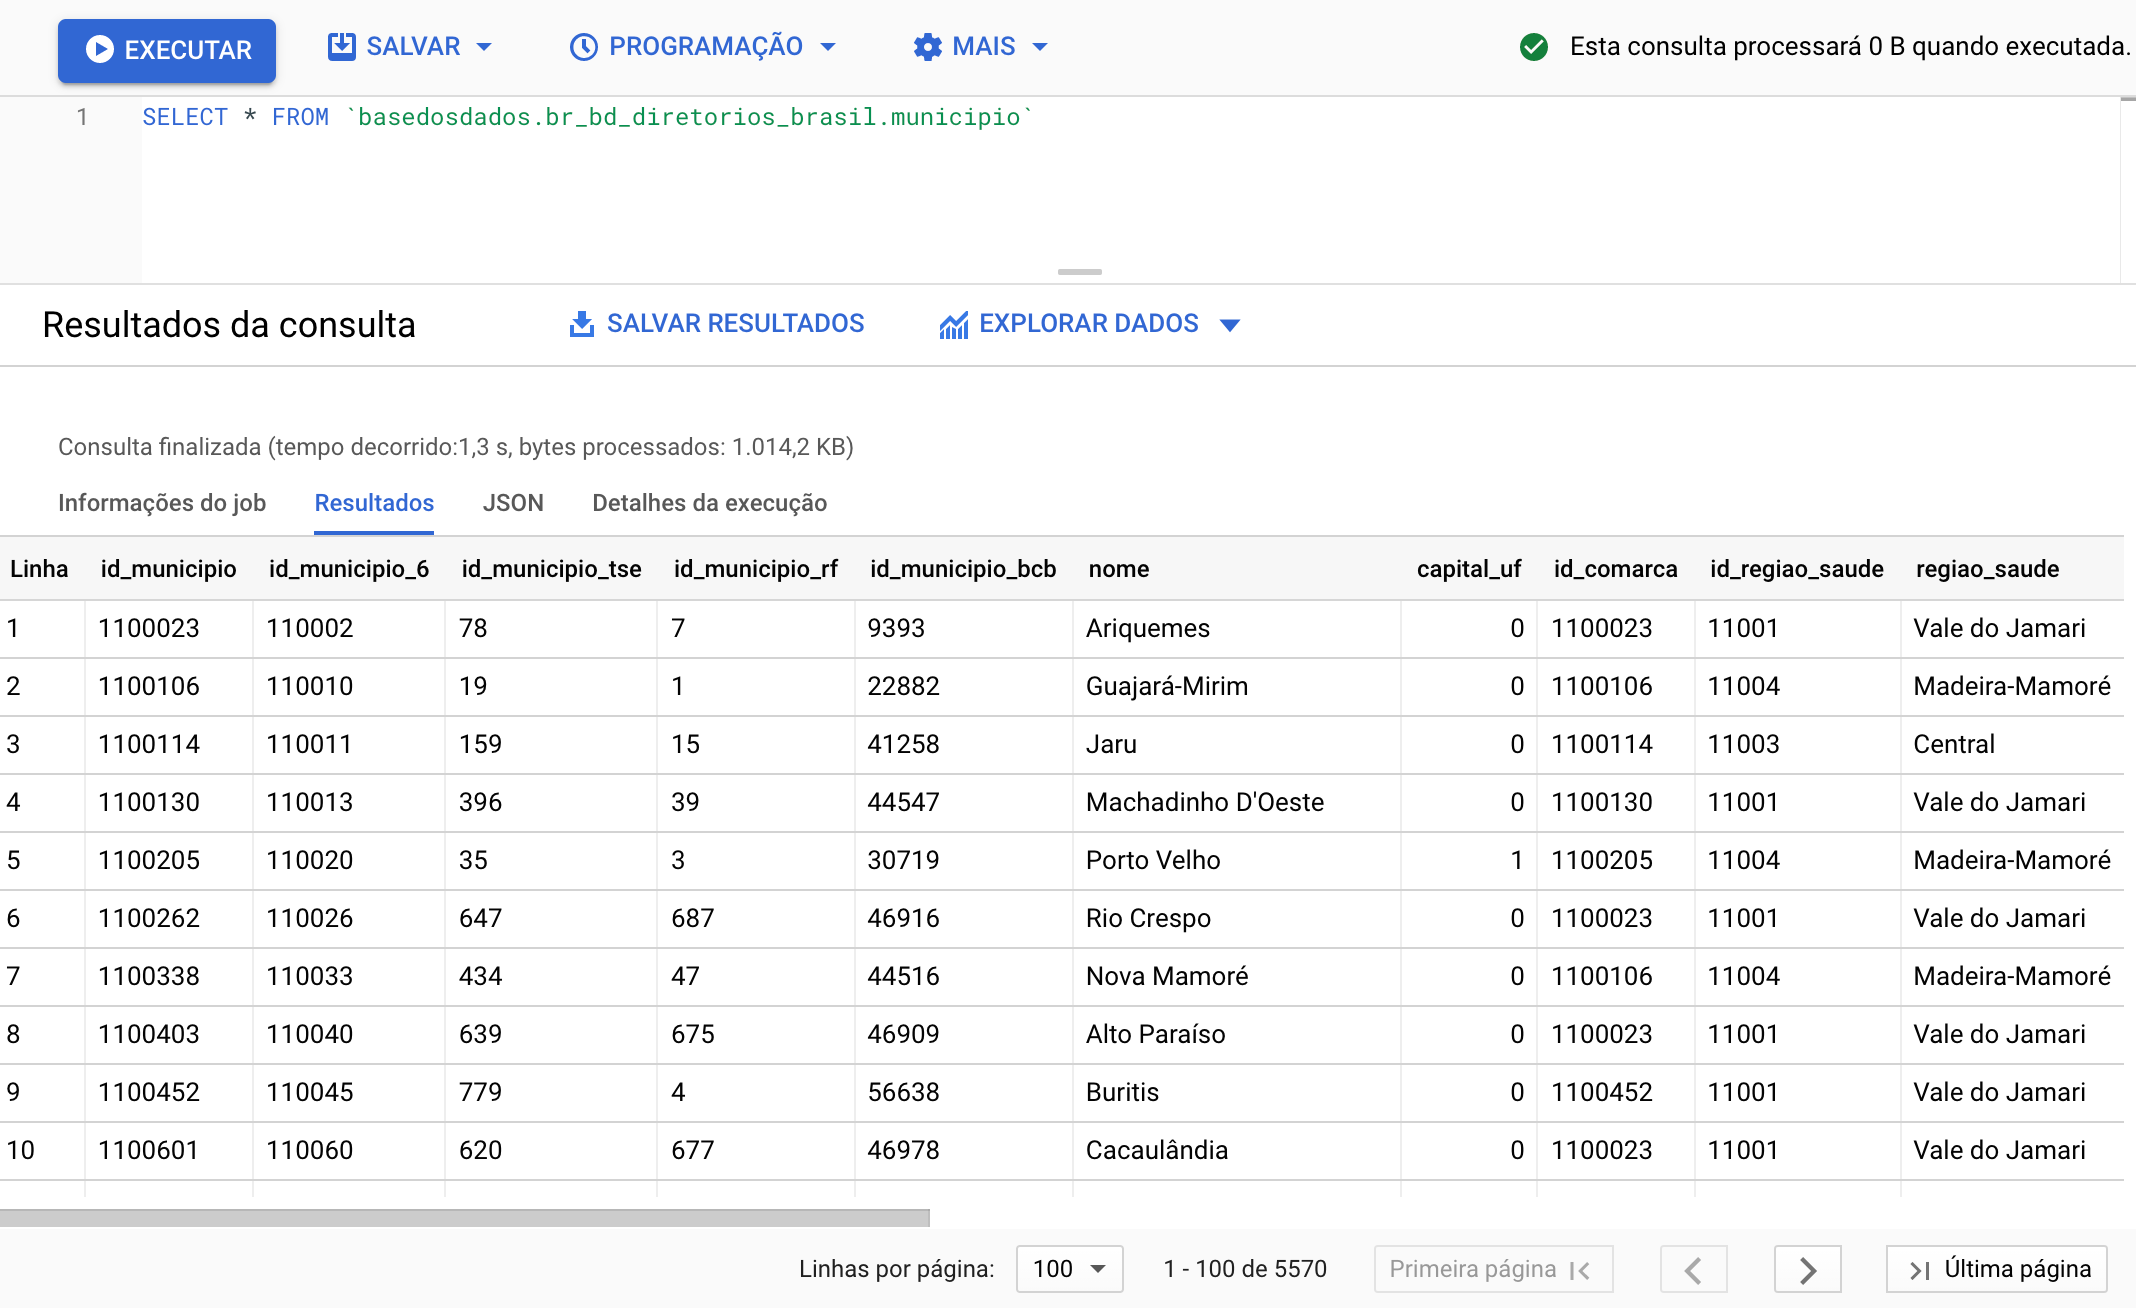 EXECUTAR SALVAR PROGRAMAÇÃO MAIS Esta consulta processará 0 B quando executada.
1 SELECT * FROM `basedosdados.br_bd_diretorios_brasil.municipio`
Resultados da consulta SALVAR RESULTADOS EXPLORAR DADOS
Consulta finalizada (tempo decorrido:1,3 s, bytes processados: 1.014,2 KB)
Informações do job Resultados JSON Detalhes da execução
Linha id_municipio id_municipio_6 id_municipio_tse id_municipio_rf id_municipio_bcb nome capital_uf id_comarca id_regiao_saude regiao_saude
1 1100023 110002 78 7 9393 Ariquemes 0 1100023 11001 Vale do Jamari
2 1100106 110010 19 1 22882 Guajará-Mirim 0 1100106 11004 Madeira-Mamoré
3 1100114 110011 159 15 41258 Jaru 0 1100114 11003 Central
4 1100130 110013 396 39 44547 Machadinho D'Oeste 0 1100130 11001 Vale do Jamari
5 1100205 110020 35 3 30719 Porto Velho 1 1100205 11004 Madeira-Mamoré
6 1100262 110026 647 687 46916 Rio Crespo 0 1100023 11001 Vale do Jamari
7 1100338 110033 434 47 44516 Nova Mamoré 0 1100106 11004 Madeira-Mamoré
8 1100403 110040 639 675 46909 Alto Paraíso 0 1100023 11001 Vale do Jamari
9 1100452 110045 779 4 56638 Buritis 0 1100452 11001 Vale do Jamari
10 1100601 110060 620 677 46978 Cacaulândia 0 1100023 11001 Vale do Jamari
Linhas por página: 100 1 - 100 de 5570 Primeira página Última página